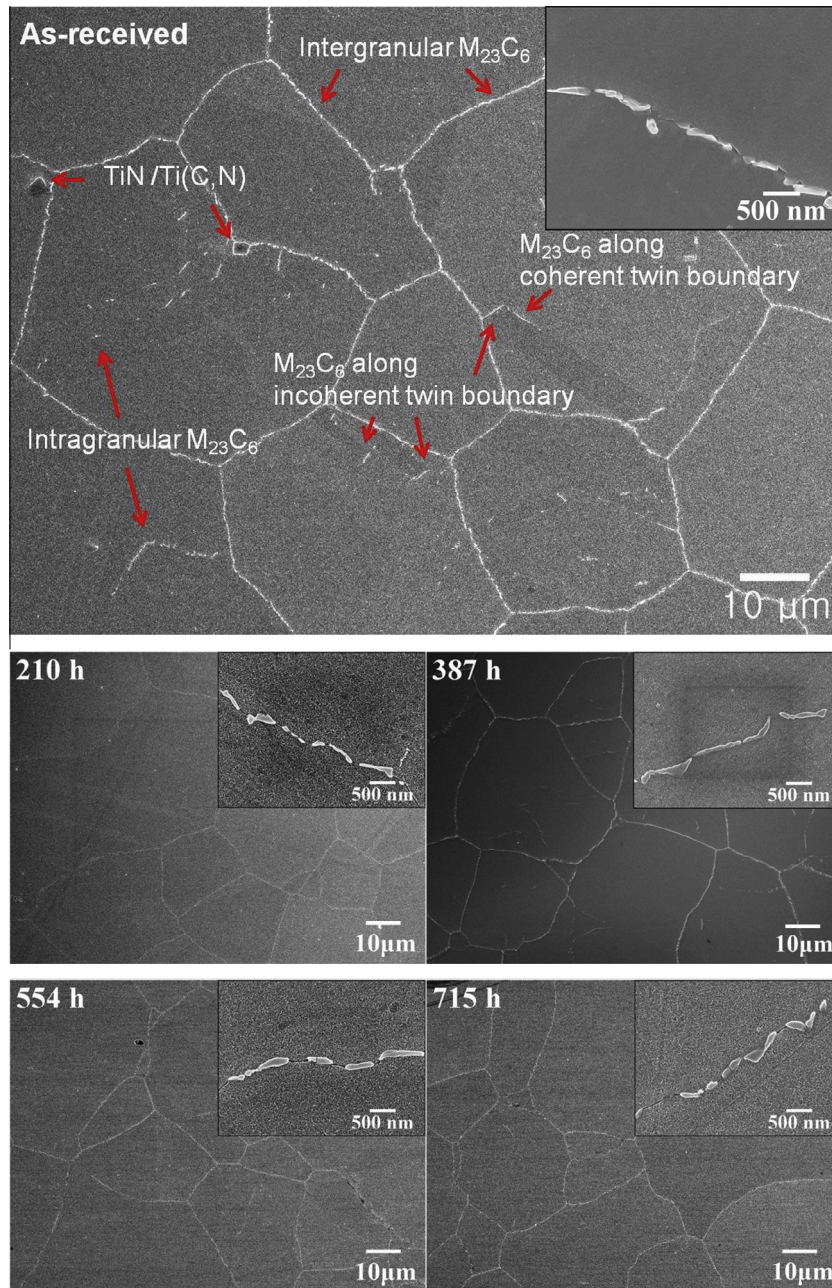 As-received
Intergranular M₂₃C₆
TiN /Ti(C,N)
500 nm
M₂₃C₆ along
coherent twin boundary
M₂₃C₆ along
incoherent twin boundary
Intragranular M₂₃C₆
10 μm
210 h
500 nm
10μm
387 h
500 nm
10μm
554 h
500 nm
10μm
715 h
500 nm
10μm